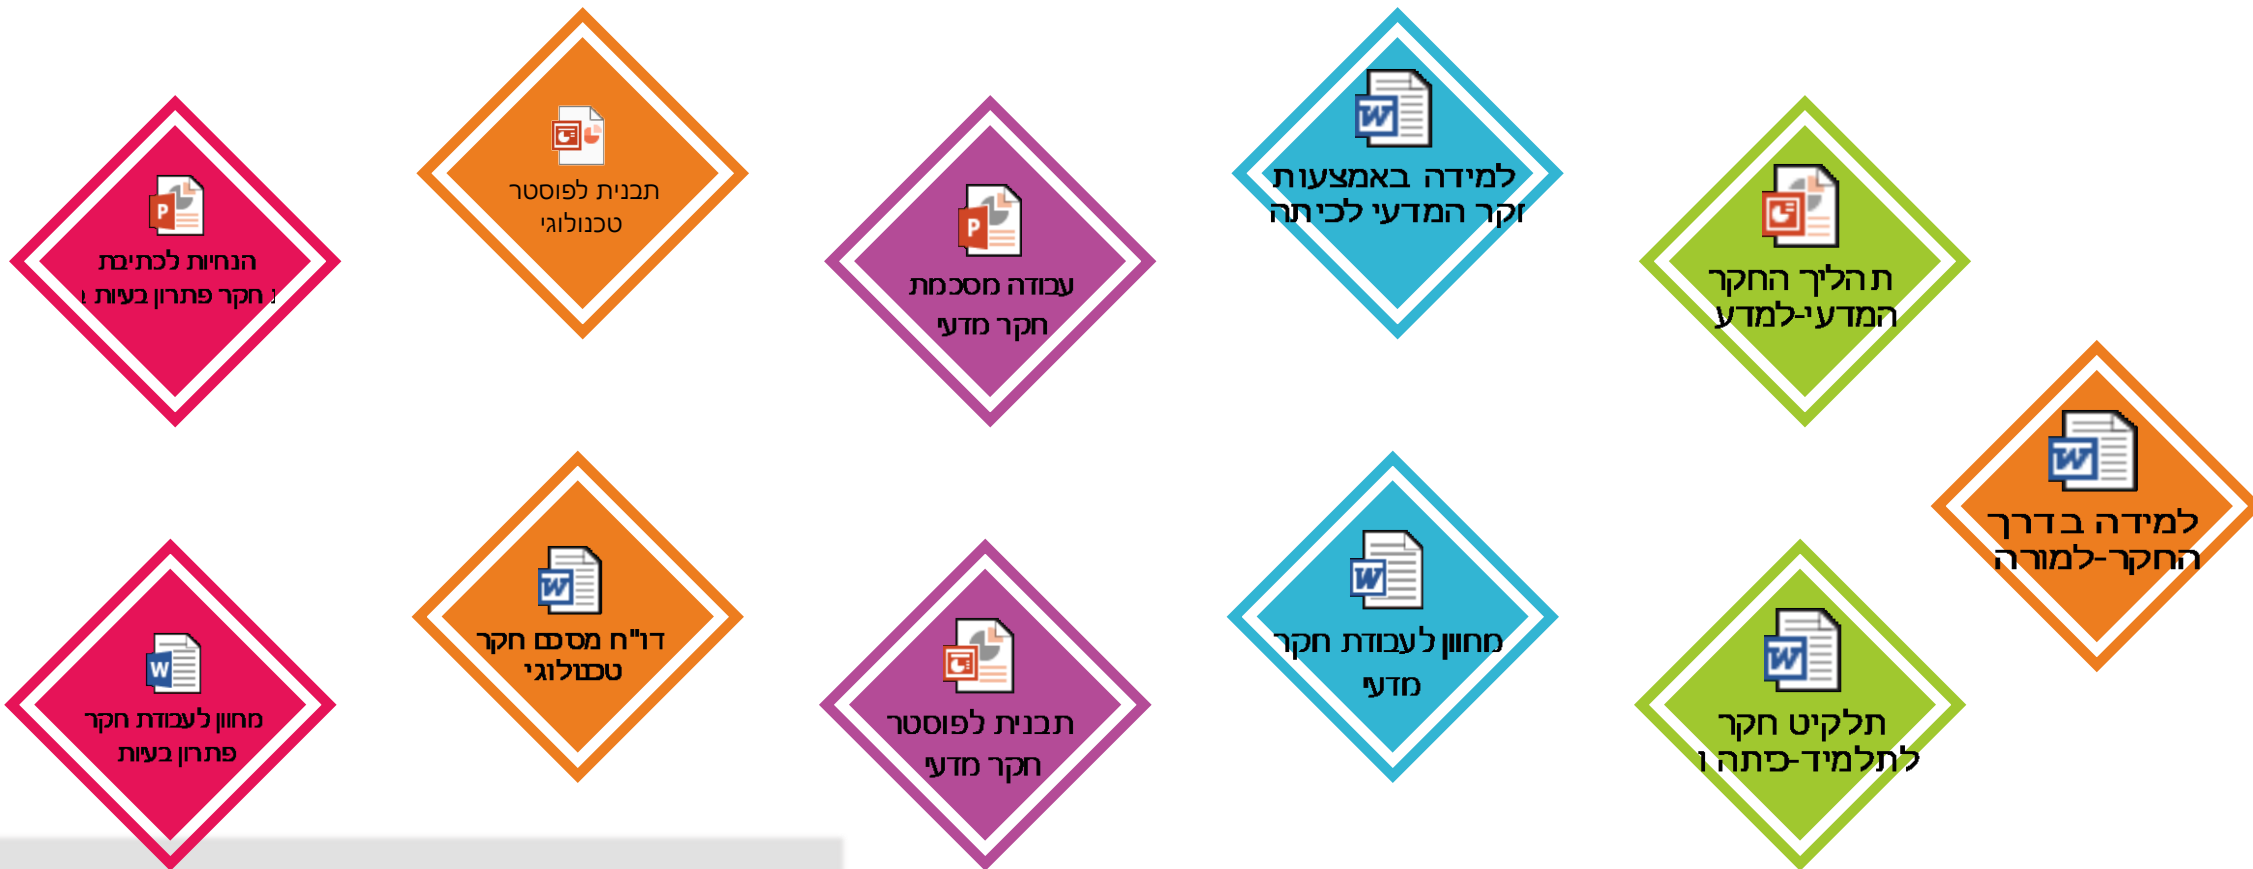 למידה בדרך
החקר-למורה
תהליך החקר
המדעי-למדע
תלקיט חקר
לתלמיד-כיתה ו
למידה באמצעות
המדעי לכיתה
מחוון לעבודת חקר
מדעי
עבודה מסכמת
חקר מדעי
תבנית לפוסטר
חקר מדעי
תבנית לפוסטר
טכנולוגי
דו"ח מסכם חקר
טכנולוגי
הנחיות לכתיבת
חקר פתרון בעיות
מחוון לעבודת חקר
פתרון בעיות